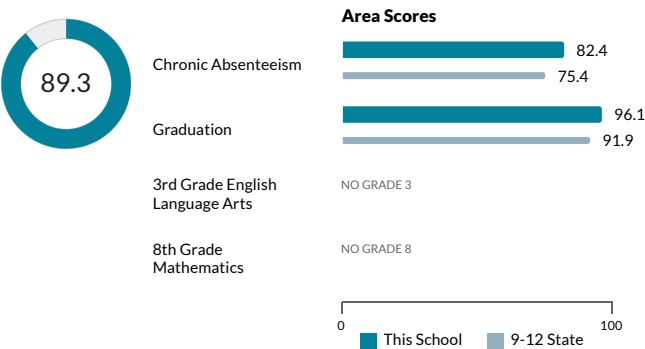 Area Scores
89.3
Chronic Absenteeism
82.4
75.4
Graduation
96.1
91.9
3rd Grade English
Language Arts
NO GRADE 3
8th Grade
Mathematics
NO GRADE 8
0
100
This School
9-12 State